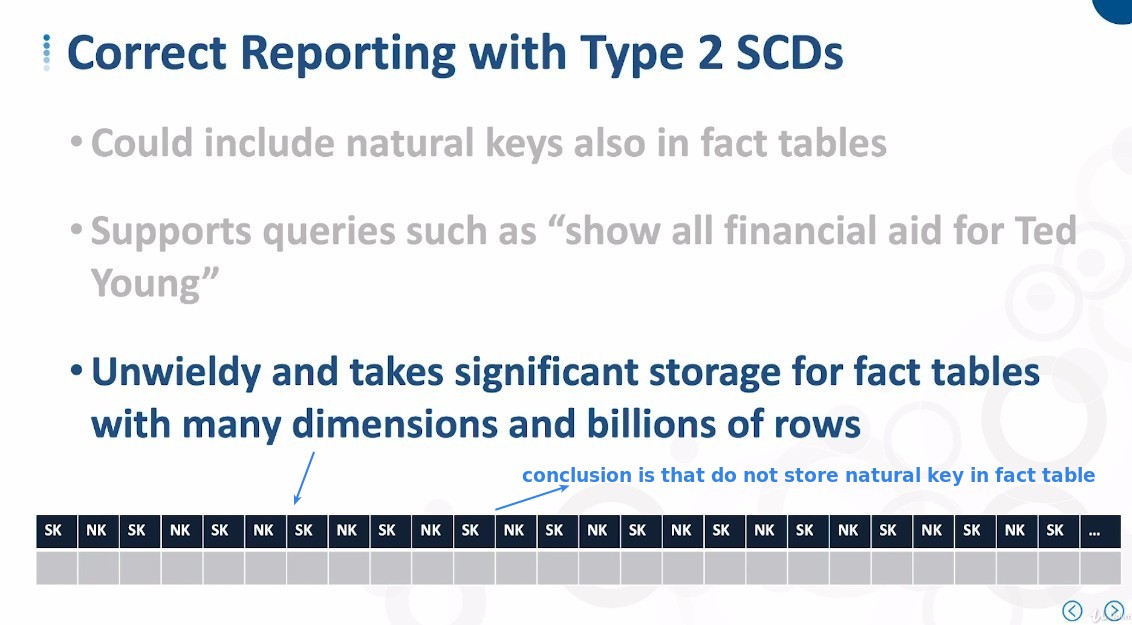 Correct Reporting with Type 2 SCDs
• Could include natural keys also in fact tables
• Supports queries such as “show all financial aid for Ted
Young”
• Unwieldy and takes significant storage for fact tables
with many dimensions and billions of rows
conclusion is that do not store natural key in fact table
SK NK SK NK SK NK SK NK SK NK SK NK SK NK SK NK SK NK SK NK SK NK SK NK SK ...